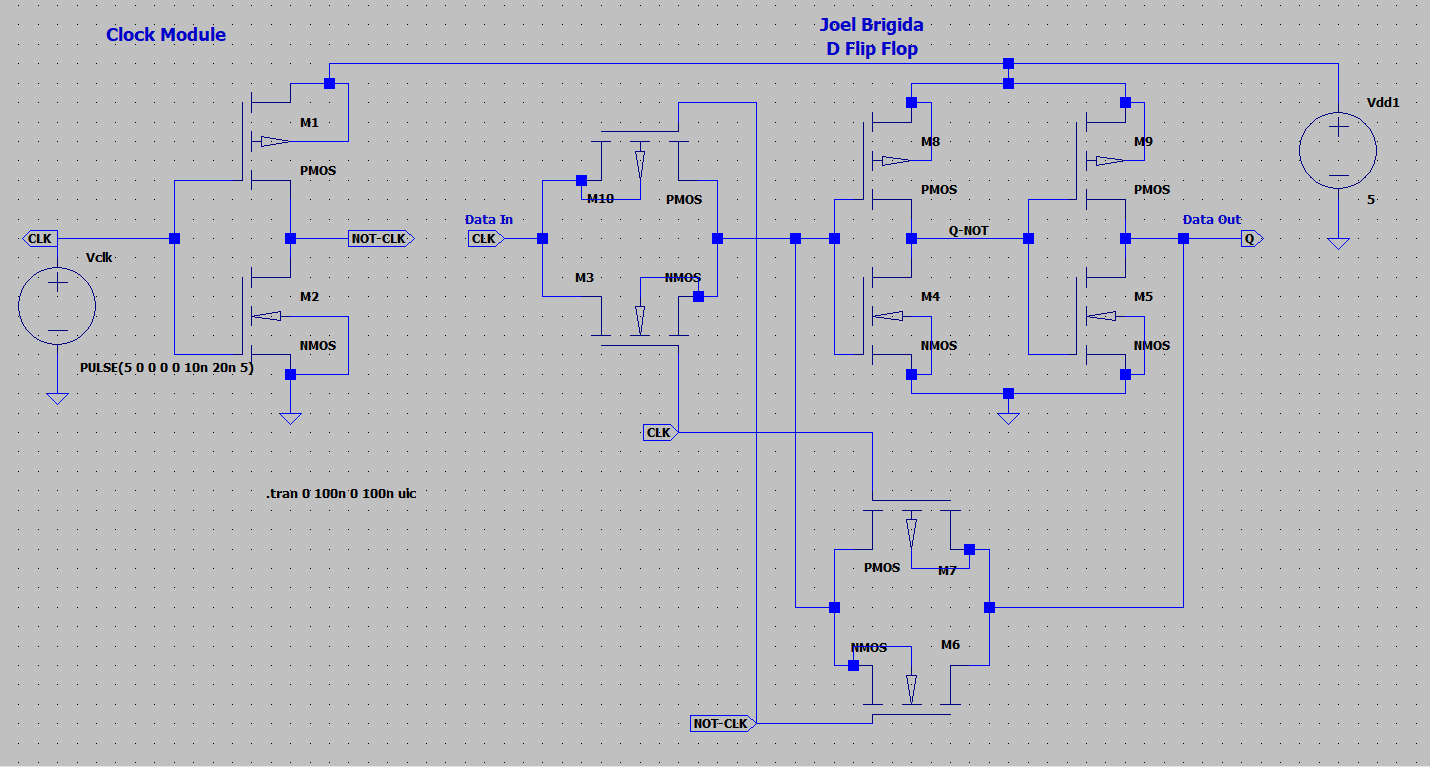 Clock Module
Joel Brigida
D Flip Flop
Vdd1
M1
M8
M9
PMOS
PMOS
PMOS
M10
PMOS
5
Data In
Data Out
CLK
NOT-CLK
CLK
Q-NOT
Q
Vclk
M3
NMOS
M2
M4
M5
NMOS
NMOS
NMOS
PULSE(5 0 0 0 0 10n 20n 5)
CLK
.tran 0 100n 0 100n uic
PMOS
M7
NMOS
M6
NOT-CLK